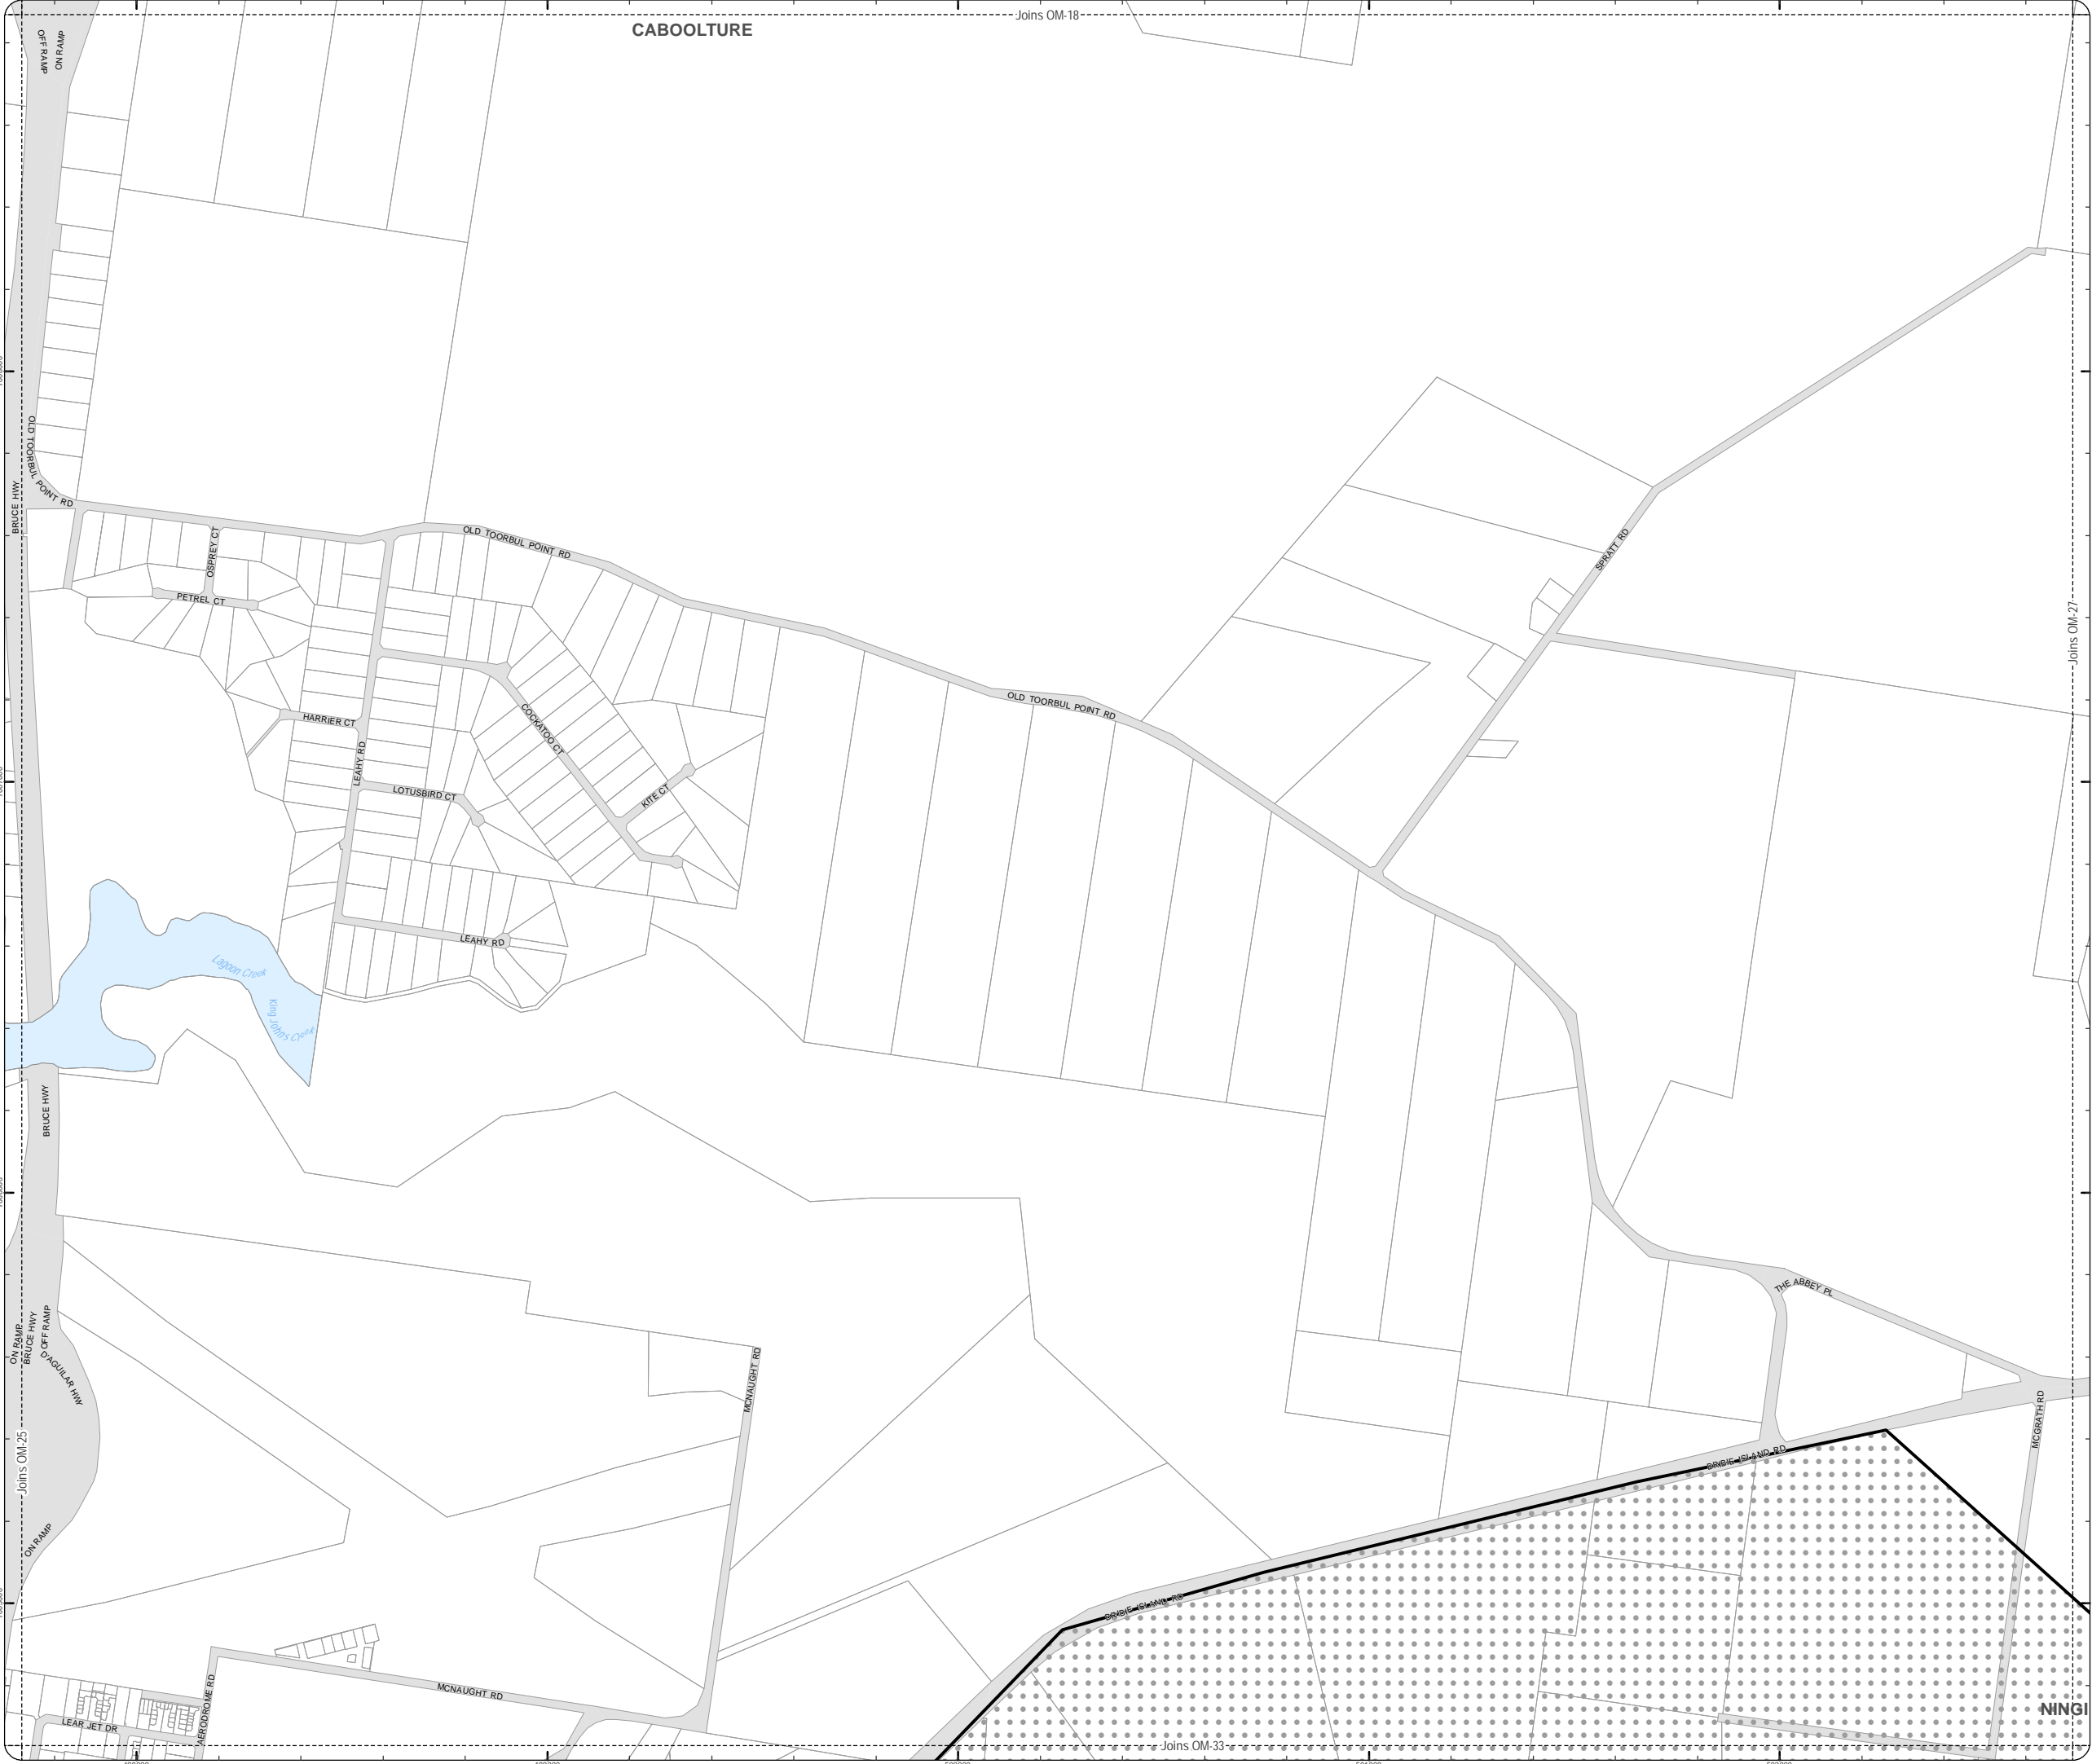 Joins OM-18
CABOOLTURE
OFF RAMP
ON RAMP
OLD TOORBUL POINT RD
BRUCE HWY
OSPREY CT
OLD TOORBUL POINT RD
PETREL CT
SPRATT RD
Joins OM-27
OLD TOORBUL POINT RD
HARRIER CT
COCKATOO CT
LEAHY RD
LOTUSBIRD CT
KITE CT
LEAHY RD
Lagoon Creek
King Johns Creek
BRUCE HWY
THE ABBEY PL
ON RAMP
BRUCE HWY
OFF RAMP
D'AGUILAR HWY
MCNAUGHT RD
MCGRATH RD
Joins OM-25
BRIBIE ISLAND RD
ON RAMP
BRIBIE ISLAND RD
MCNAUGHT RD
AERODROME RD
LEAR JET DR
NINGI
Joins OM-33